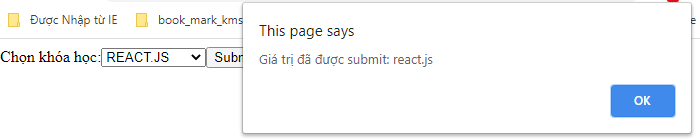 Được Nhập từ IE
book_mark_kms
This page says
Giá trị đã được submit: react.js
Chọn khóa học:
REACT.JS
Subm
OK